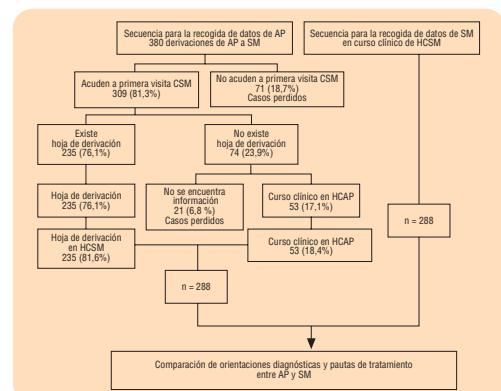 Secuencia para la recogida de datos de AP
380 derivaciones de AP a SM
Secuencia para la recogida de datos de SM
en curso clínico de HCSM
Acuden a primera visita CSM
309 (81,3%)
No acuden a primera visita CSM
71 (18,7%)
Casos perdidos
Existe
hoja de derivación
235 (76,1%)
No existe
hoja de derivación
74 (23,9%)
Hoja de derivación
235 (76,1%)
No se encuentra
información
21 (6,8 %)
Casos perdidos
Curso clínico en HCAP
53 (17,1%)
Hoja de derivación
en HCSM
235 (81,6%)
Curso clínico en HCAP
53 (18,4%)
n = 288
n = 288
Comparación de orientaciones diagnósticas y pautas de tratamiento
entre AP y SM